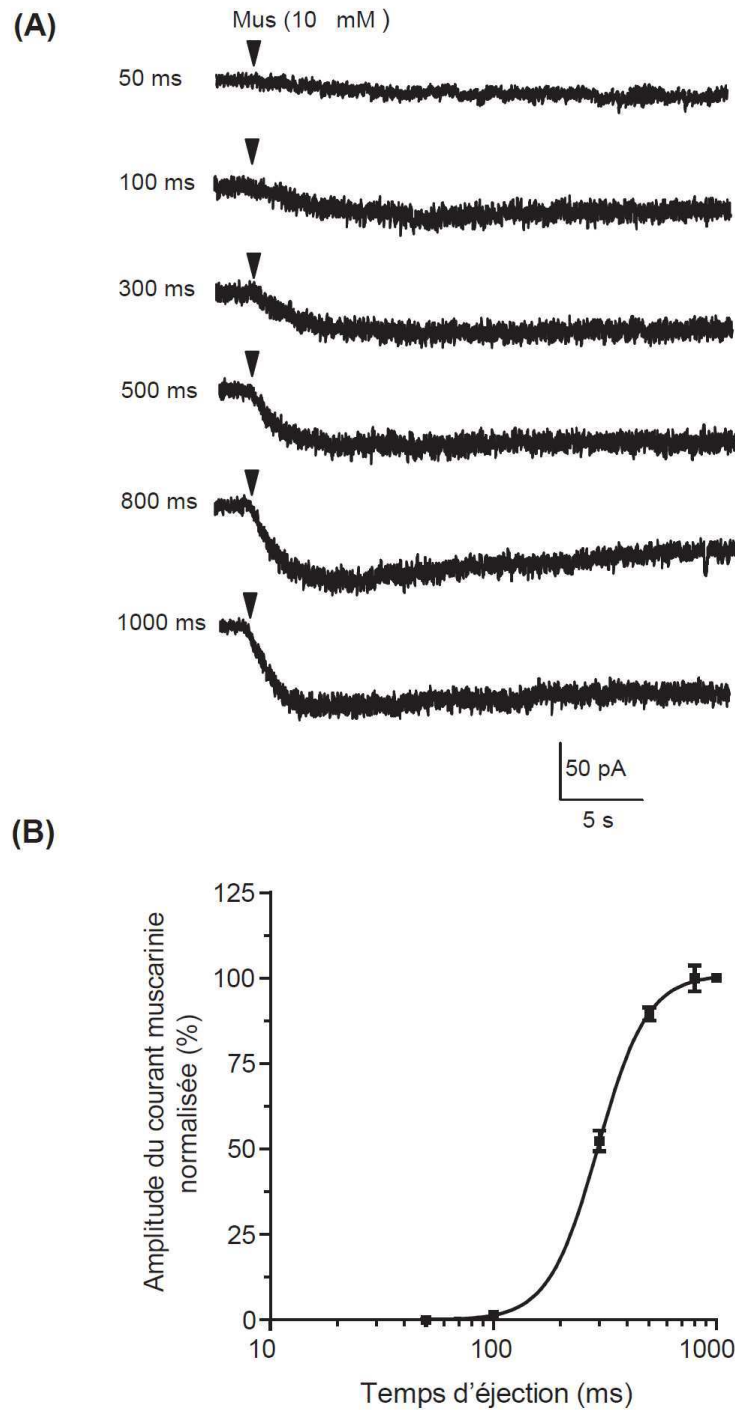 (A)
Mus (10 mM )
50 ms
100 ms
300 ms
500 ms
800 ms
1000 ms
50 pA
5 s
(B)
Amplitude du courant muscarinie
normalisée (%)
125
100
75
50
25
0
10
100
1000
Temps d'éjection (ms)